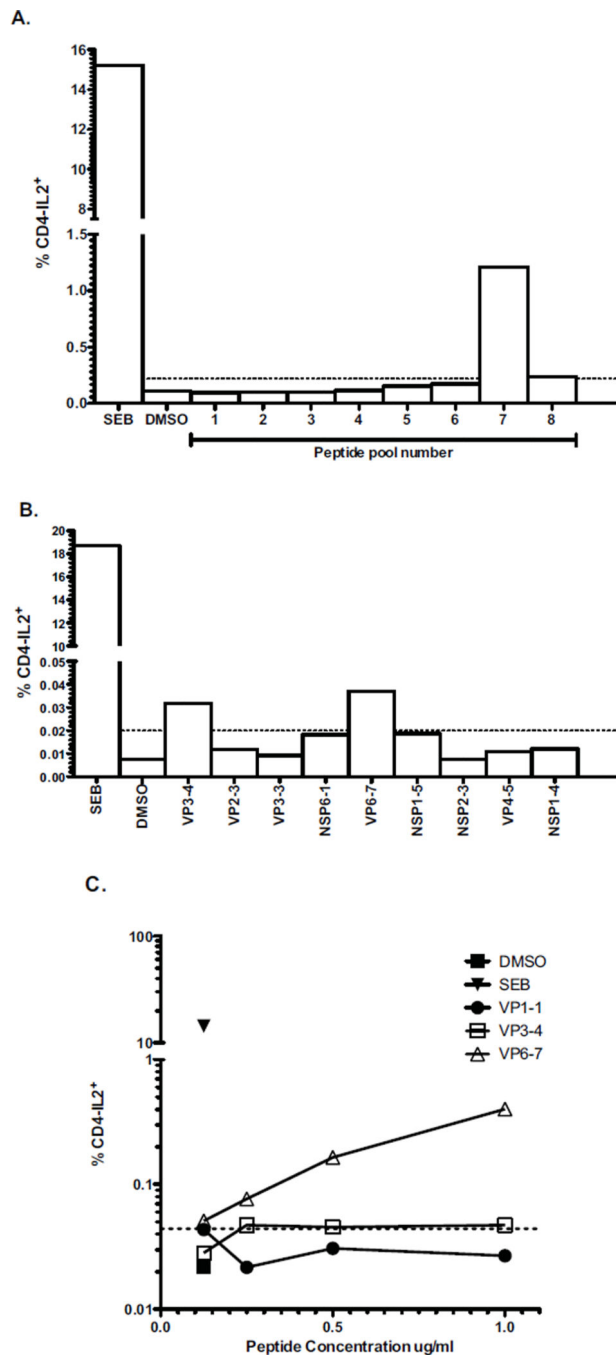 A.
% CD4-IL2+
16
14
12
10
8
1.5
1.0
0.5
0.0
SEB DMSO 1 2 3 4 5 6 7 8
Peptide pool number
B.
% CD4-IL2+
20
18
16
14
12
10
0.05
0.04
0.03
0.02
0.01
0.00
SEB DMSO VP3-4 VP2-3 VP3-3 NSP6-1 VP6-7 NSP1-5 NSP2-3 VP4-5 NSP1-4
C.
% CD4-IL2+
100
10
1
0.1
0.01
DMSO
SEB
VP1-1
VP3-4
VP6-7
0.0 0.5 1.0
Peptide Concentration ug/ml